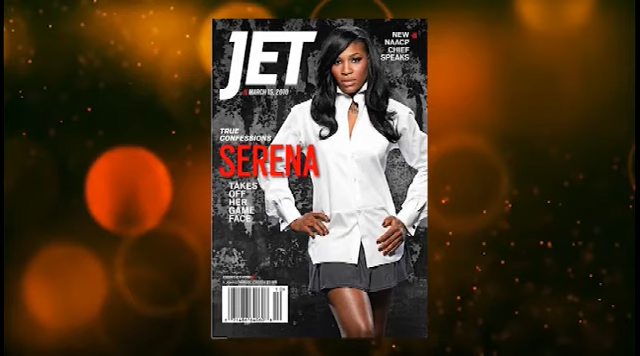 JET
MARCH 15, 2010
NEW
NAACP
CHIEF
SPEAKS
TRUE
CONFESSIONS
SERENA
TAKES
OFF
HER
GAME
FACE